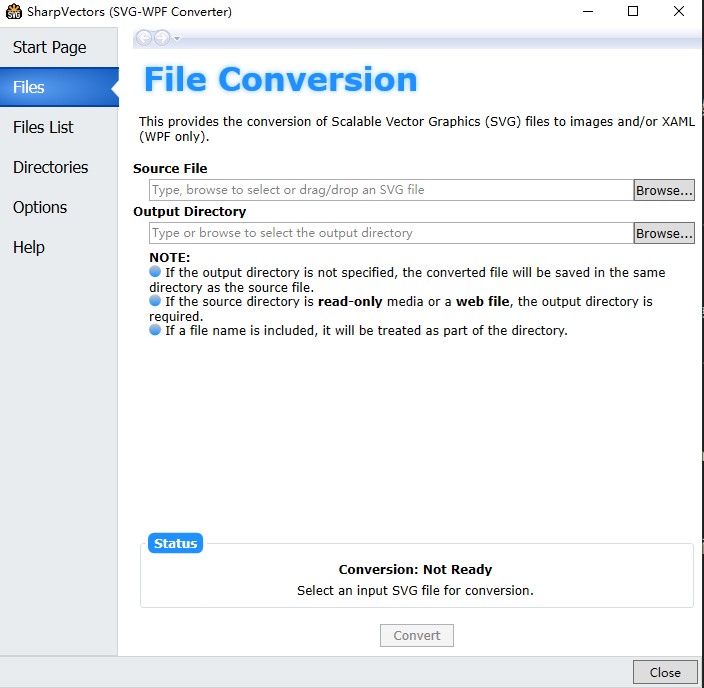 SharpVectors (SVG-WPF Converter)
Start Page
Files
Files List
Directories
Options
Help
File Conversion
This provides the conversion of Scalable Vector Graphics (SVG) files to images and/or XAML
(WPF only).
Source File
Type, browse to select or drag/drop an SVG file
Browse...
Output Directory
Type or browse to select the output directory
Browse...
NOTE:
If the output directory is not specified, the converted file will be saved in the same
directory as the source file.
If the source directory is read-only media or a web file, the output directory is
required.
If a file name is included, it will be treated as part of the directory.
Status
Conversion: Not Ready
Select an input SVG file for conversion.
Convert
Close